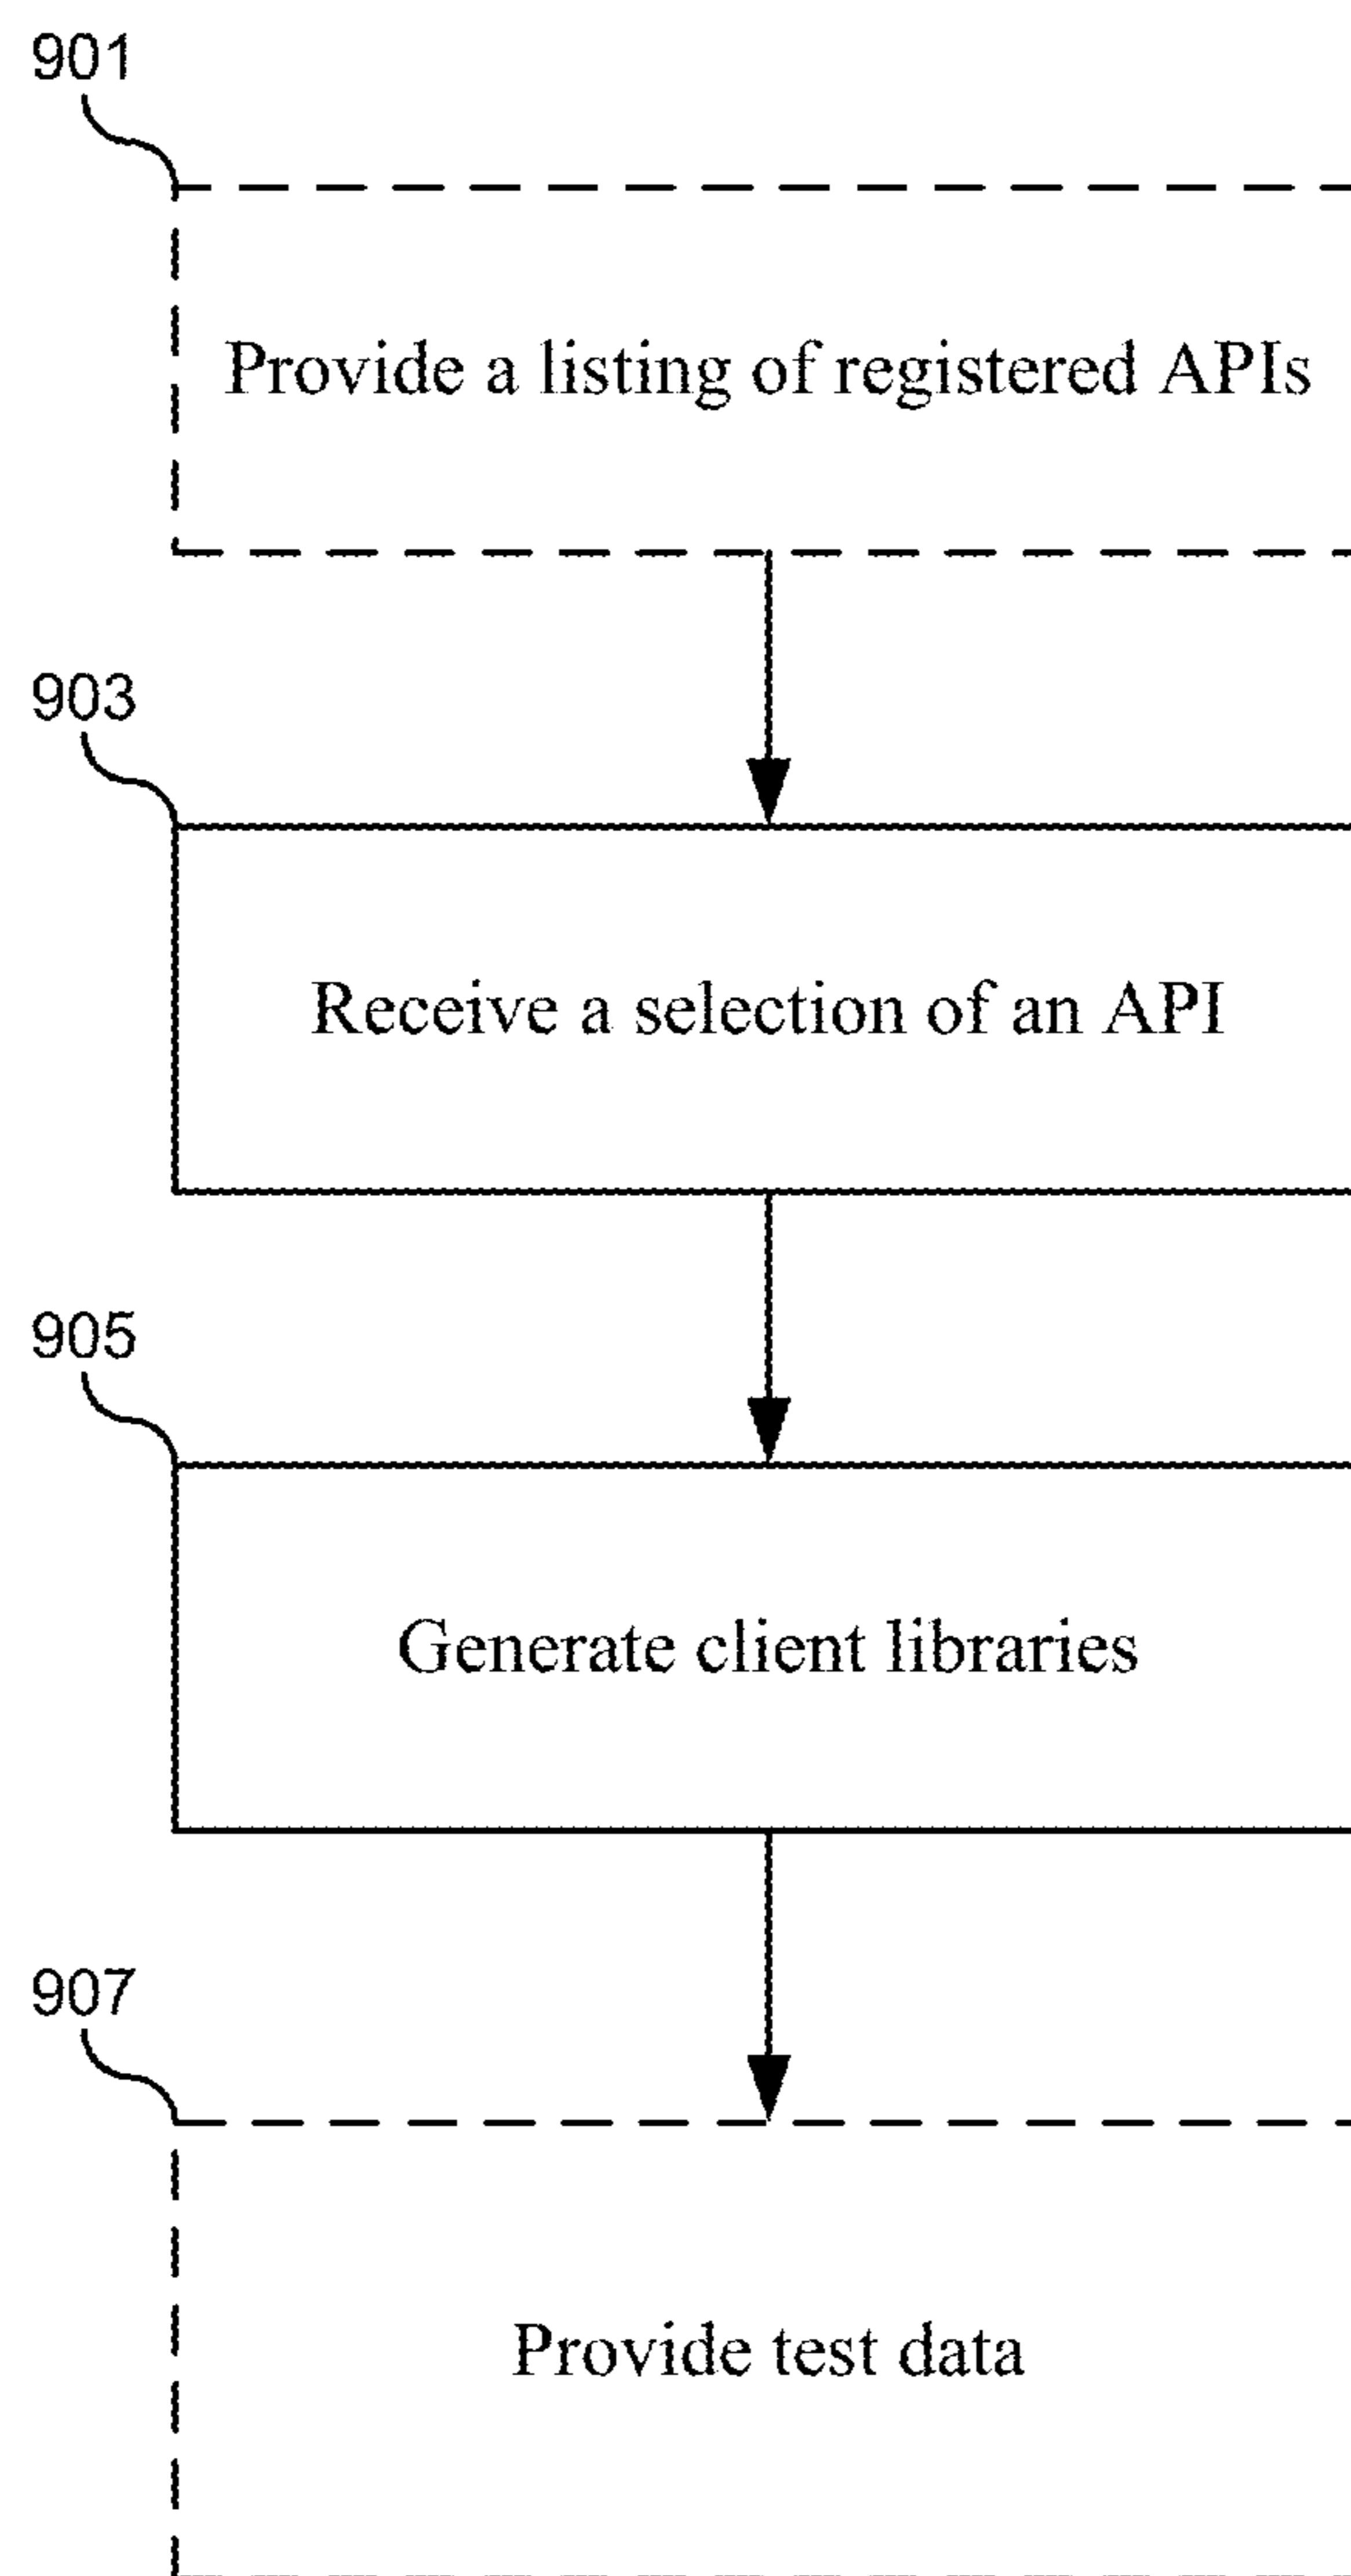 901
Provide a listing of registered APIs
903
Receive a selection of an API
905
Generate client libraries
907
Provide test data